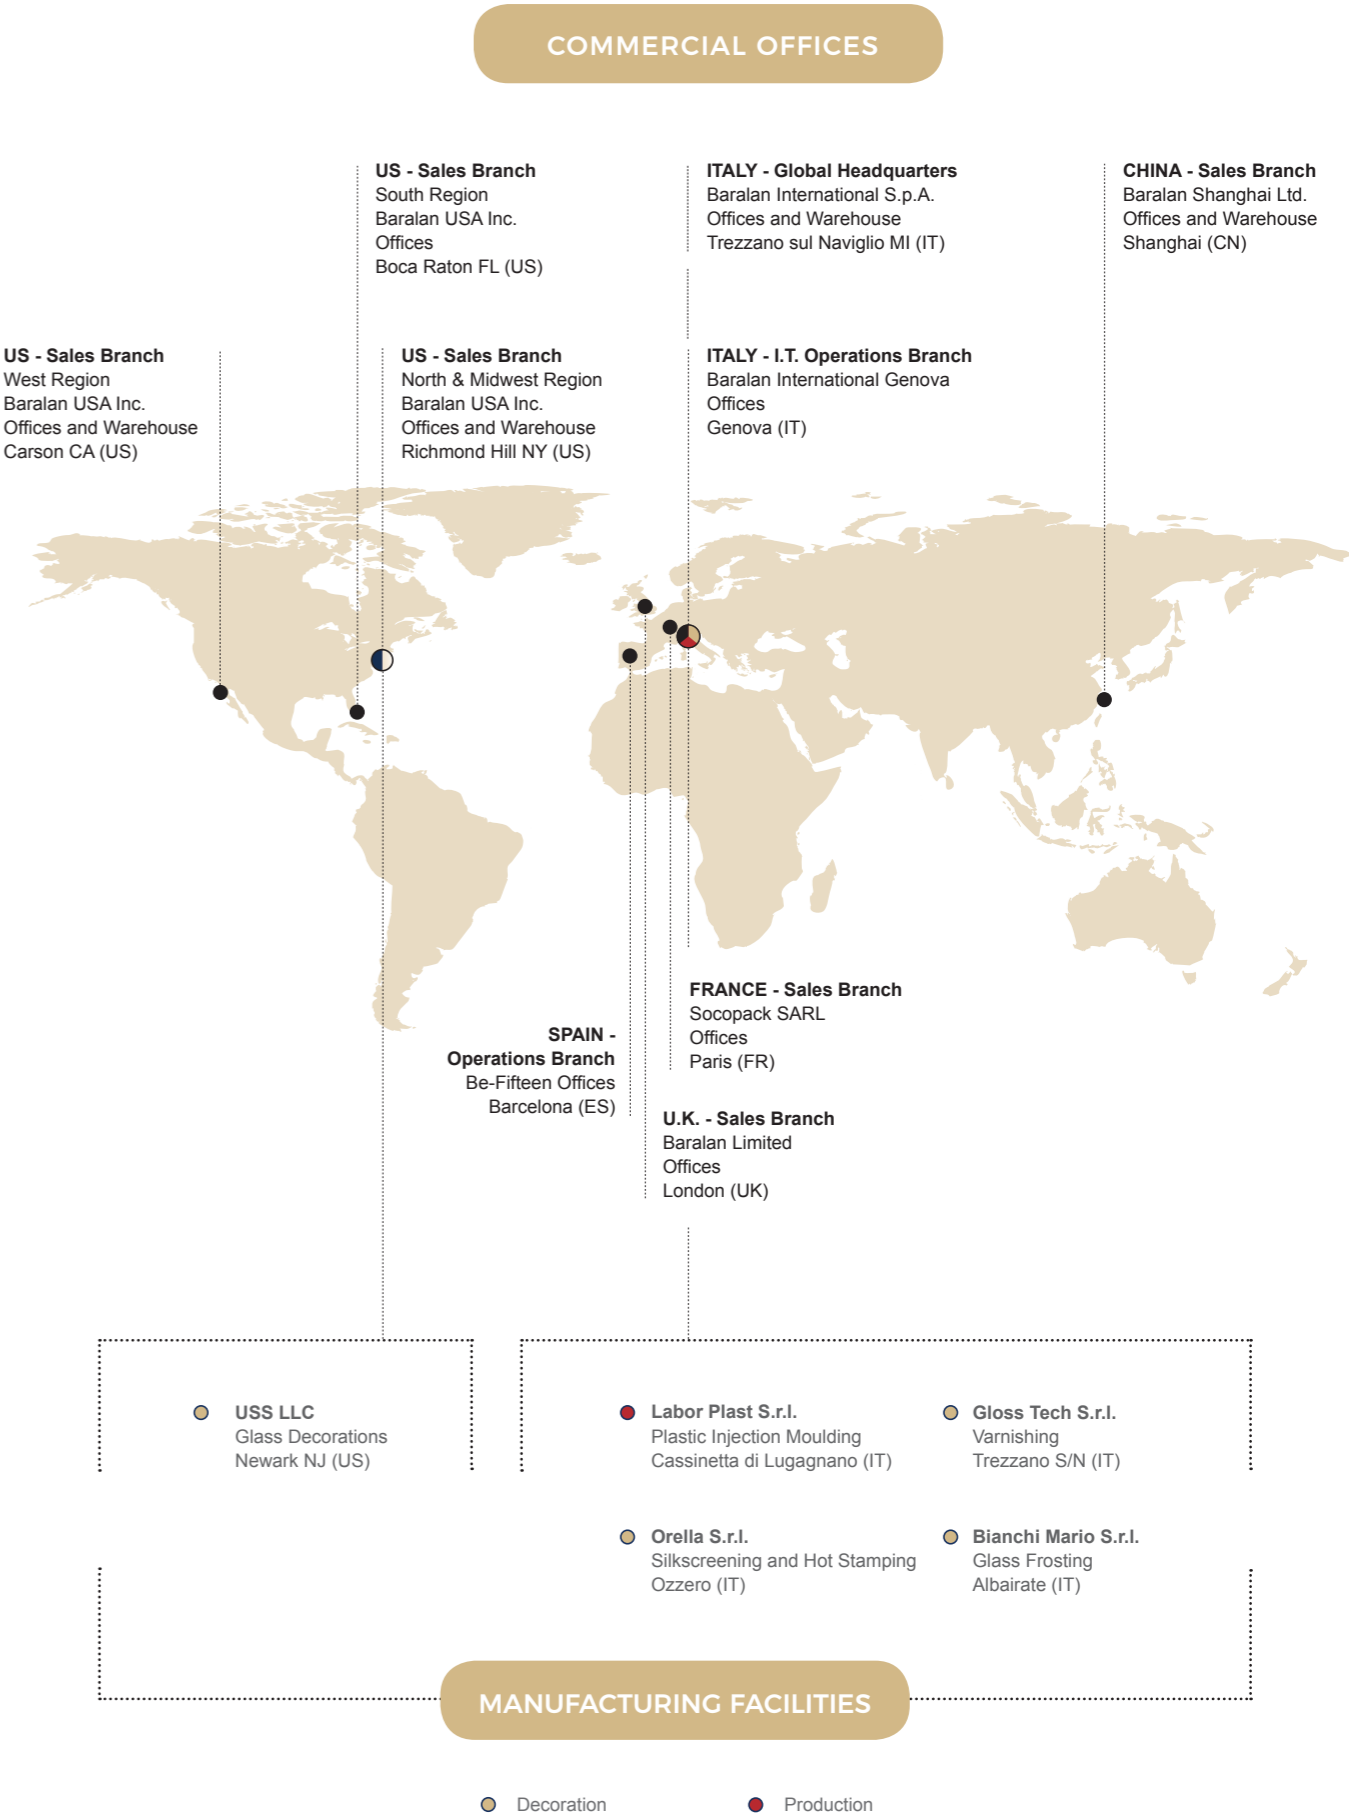 COMMERCIAL OFFICES
US - Sales Branch
South Region
Baralan USA Inc.
Offices
Boca Raton FL (US)
ITALY - Global Headquarters
Baralan International S.p.A.
Offices and Warehouse
Trezzano sul Naviglio MI (IT)
CHINA - Sales Branch
Baralan Shanghai Ltd.
Offices and Warehouse
Shanghai (CN)
US - Sales Branch
West Region
Baralan USA Inc.
Offices and Warehouse
Carson CA (US)
US - Sales Branch
North & Midwest Region
Baralan USA Inc.
Offices and Warehouse
Richmond Hill NY (US)
ITALY - I.T. Operations Branch
Baralan International Genova
Offices
Genova (IT)
FRANCE - Sales Branch
Socopack SARL
Offices
Paris (FR)
SPAIN -
Operations Branch
Be-Fifteen Offices
Barcelona (ES)
U.K. - Sales Branch
Baralan Limited
Offices
London (UK)
USS LLC
Glass Decorations
Newark NJ (US)
Labor Plast S.r.l.
Plastic Injection Moulding
Cassinetta di Lugagnano (IT)
Gloss Tech S.r.l.
Varnishing
Trezzano S/N (IT)
Orella S.r.l.
Silkscreening and Hot Stamping
Ozzero (IT)
Bianchi Mario S.r.l.
Glass Frosting
Albairate (IT)
MANUFACTURING FACILITIES
Decoration
Production